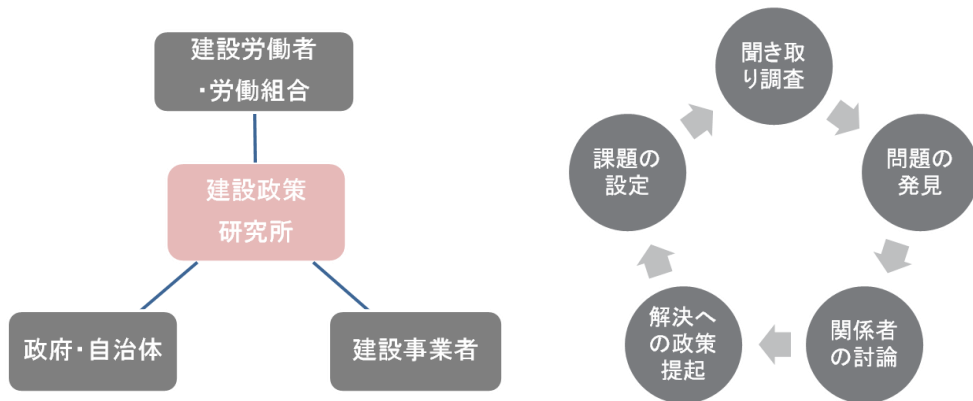 建設労働者
・労働組合
建設政策
研究所
政府・自治体
建設事業者
聞き取
り調査
問題の
発見
関係者
の討論
解決へ
の政策
提起
課題の
設定